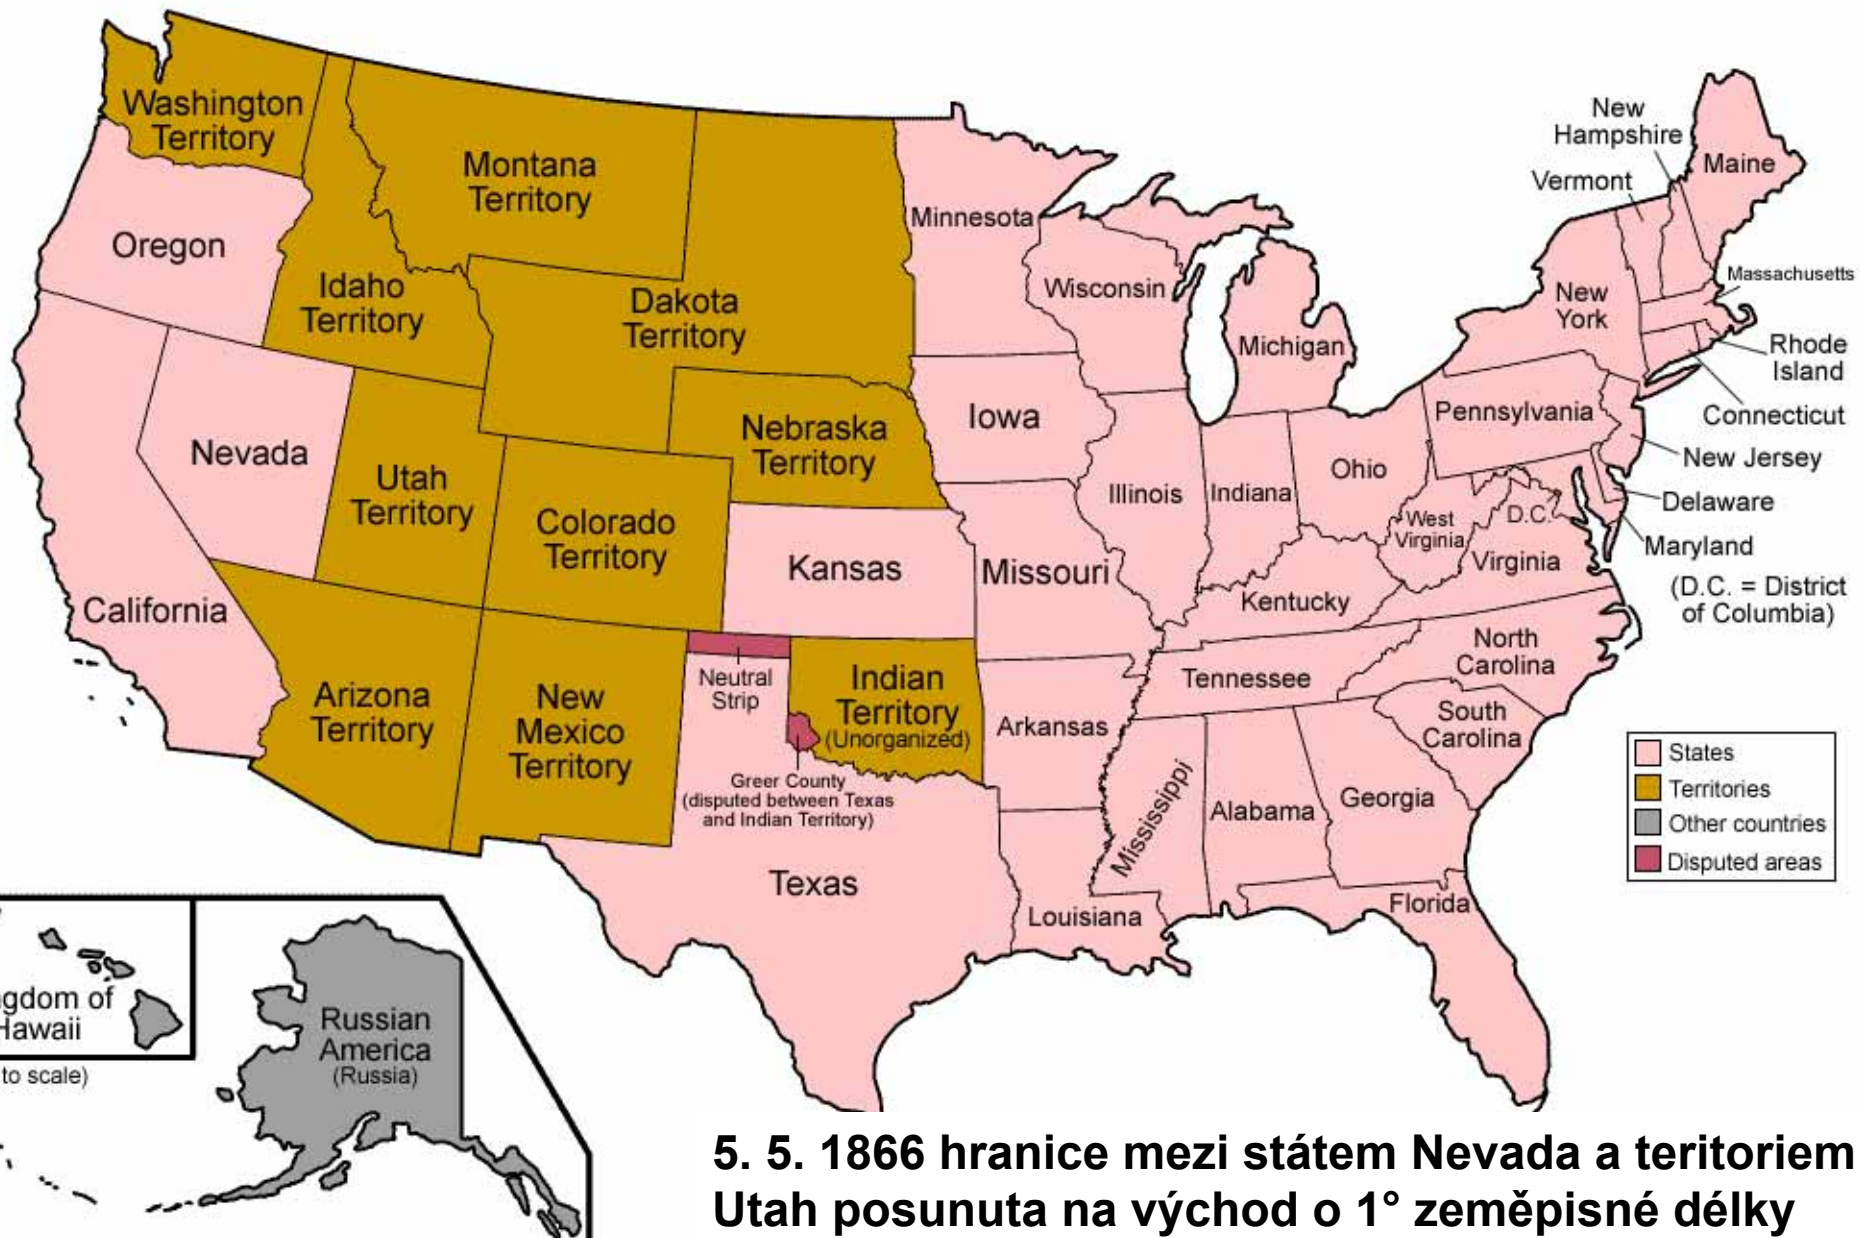 Washington
Territory
Montana
Territory
Oregon
Idaho
Territory
Dakota
Territory
Minnesota
Wisconsin
Michigan
New
Hampshire
Vermont
Maine
Massachusetts
New
York
Rhode
Island
Connecticut
Pennsylvania
New Jersey
Delaware
Maryland
(D.C. = District
of Columbia)
Nevada
Utah
Territory
Nebraska
Territory
Iowa
Illinois
Indiana
Ohio
West
Virginia
D.C.
Virginia
California
Colorado
Territory
Kansas
Missouri
Kentucky
North
Carolina
Tennessee
South
Carolina
Arizona
Territory
New
Mexico
Territory
Neutral
Strip
Indian
Territory
(Unorganized)
Greer County
(disputed between Texas
and Indian Territory)
Arkansas
Mississippi
Alabama
Georgia
Texas
Louisiana
Florida
States
Territories
Other countries
Disputed areas
gdom of
Hawaii
to scale)
Russian
America
(Russia)
5. 5. 1866 hranice mezi státem Nevada a teritoriem
Utah posunuta na východ o 1° zeměpisné délky